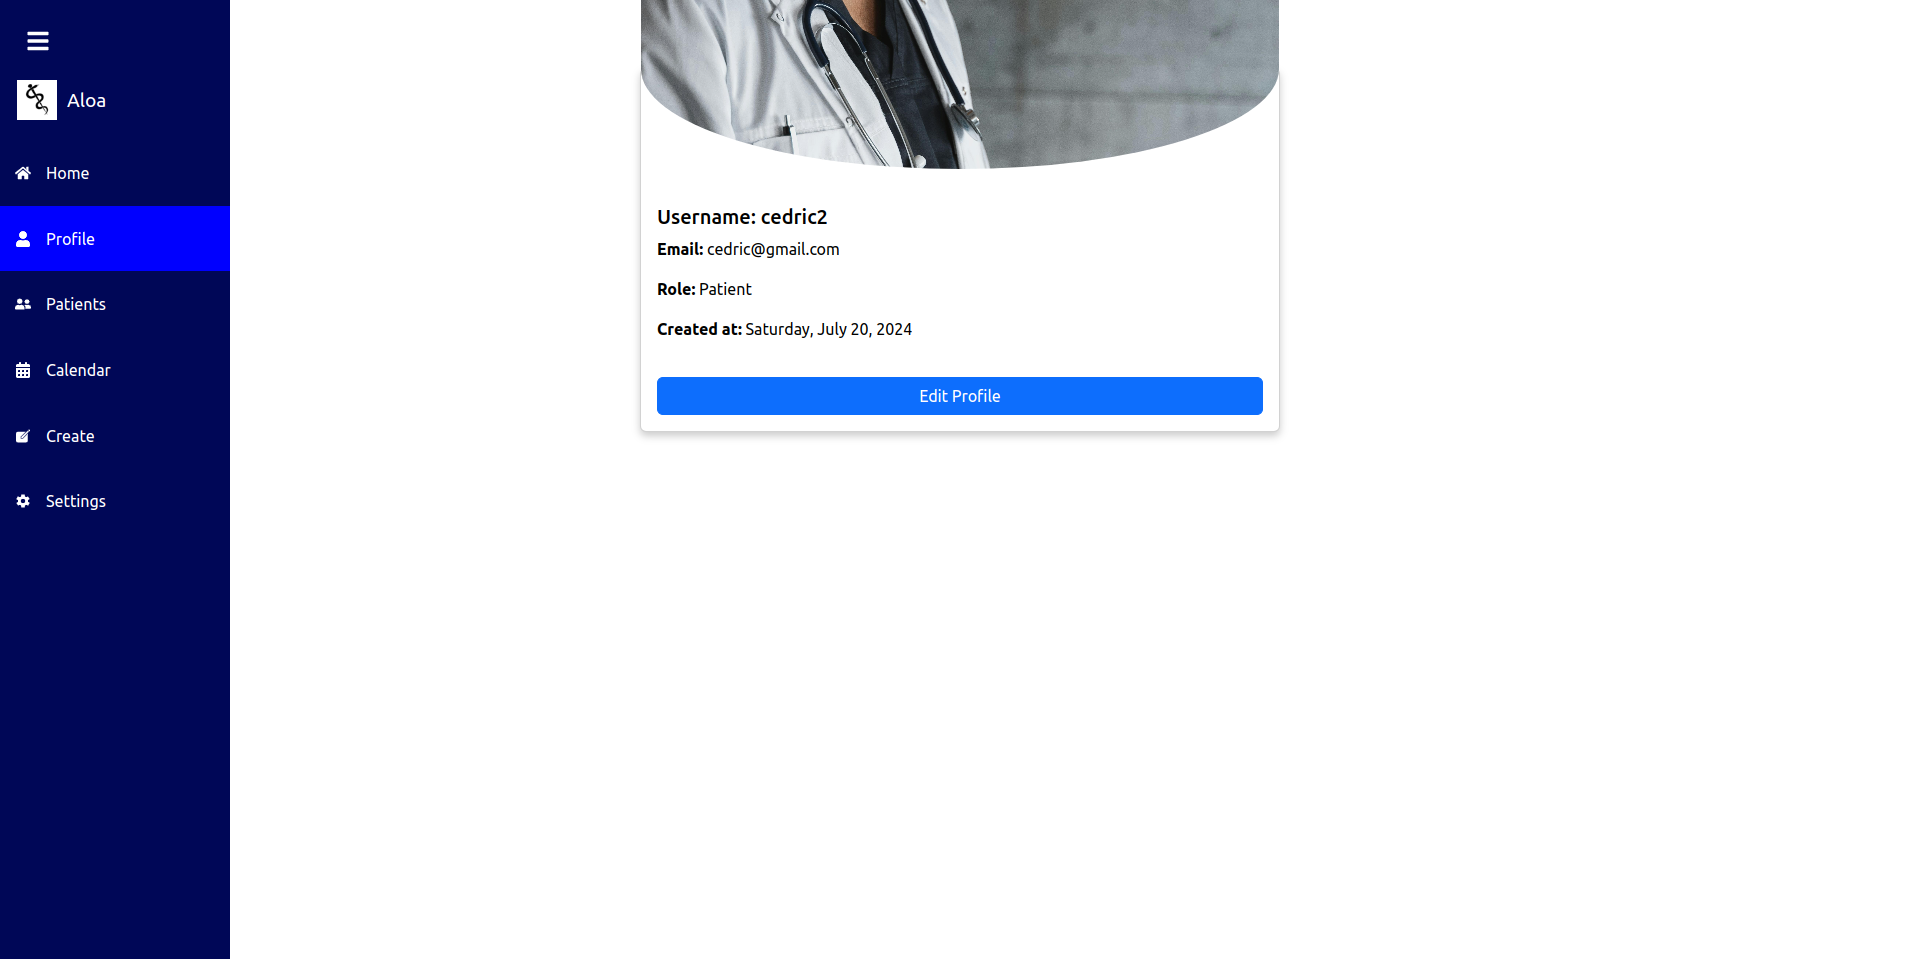 Aloa
Home
Profile
Patients
Calendar
Create
Settings
Username: cedric2
Email: cedric@gmail.com
Role: Patient
Created at: Saturday, July 20, 2024
Edit Profile